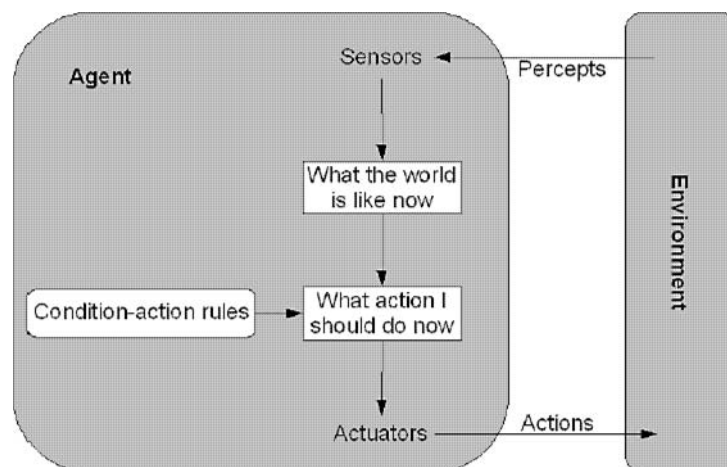 Agent
Sensors
Percepts
What the world
is like now
Environment
Condition-action rules
What action I
should do now
Actuators
Actions